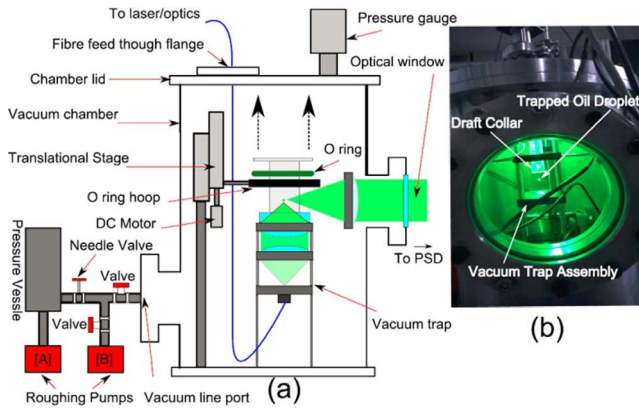 To laser/optics
Fibre feed though flange
Chamber lid
Vacuum chamber
Translational Stage
O ring hoop
DC Motor
Needle Valve
Valve
Pressure Vessle
Valve
[A]
[B]
Roughing Pumps
Vacuum line port
(a)
Pressure gauge
Optical window
O ring
To PSD
Vacuum trap
Trapped Oil Droplet
Draft Collar
Vacuum Trap Assembly
(b)